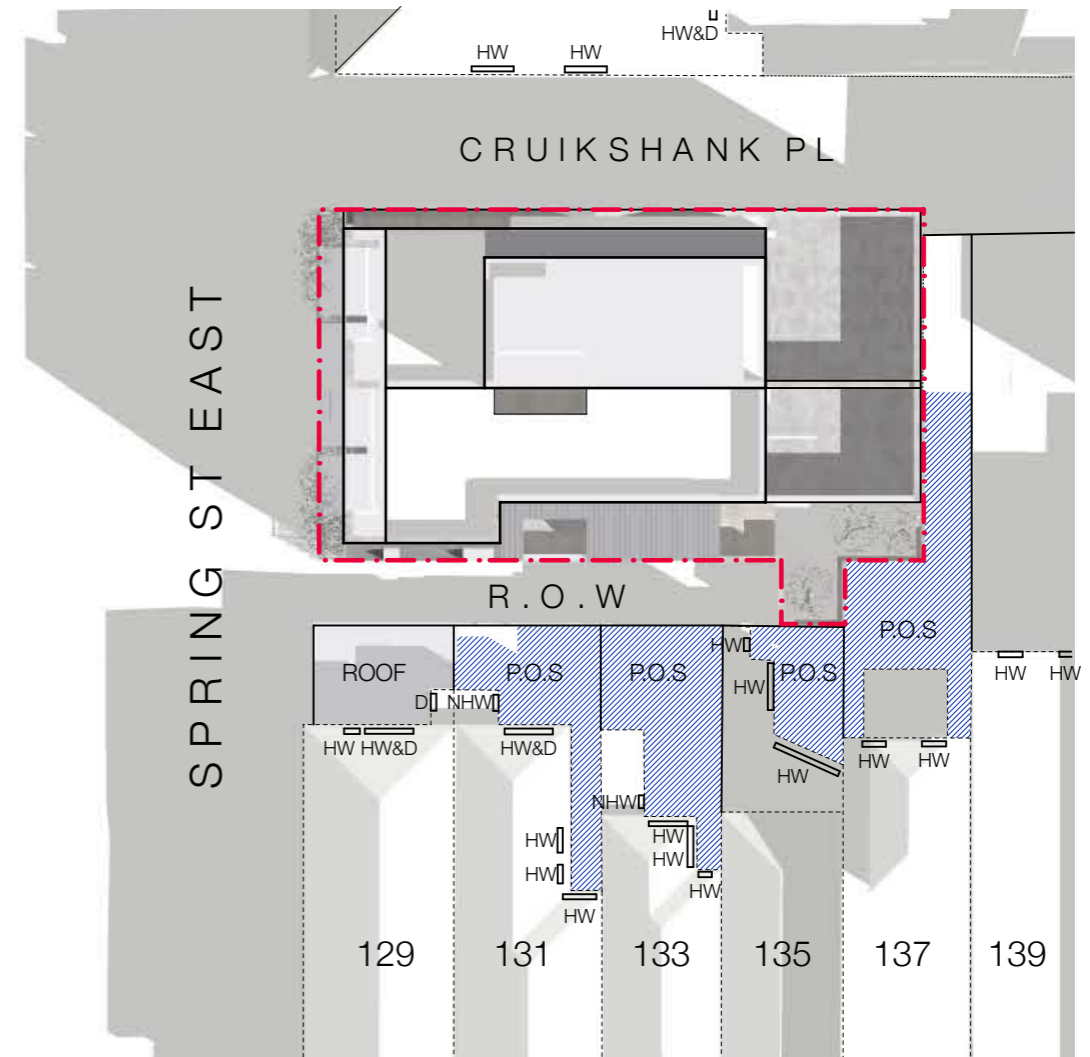 HW&D
HW HW
CRUIKSHANK PL
SPRING ST EAST
R.O.W
ROOF P.O.S P.O.S HW P.O.S P.O.S
HW
HW HW
D NHW
HW HW&D HW&D HW HW HW
NHW
HW HW
HW
HW HW
HW
129 131 133 135 137 139